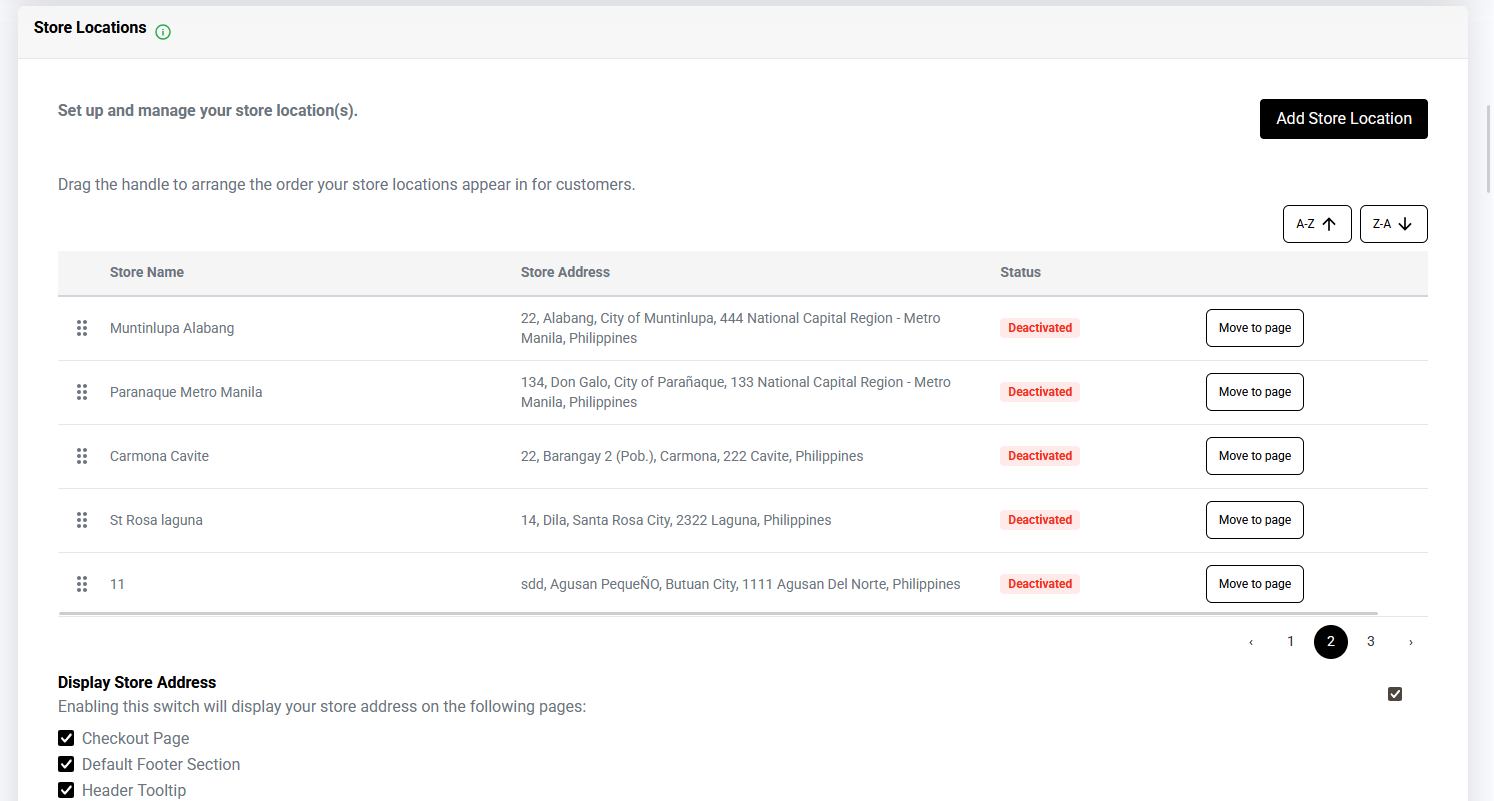 Store Locations
Set up and manage your store location(s).
Add Store Location
Drag the handle to arrange the order your store locations appear in for customers.
A-Z
Z-A
Store Name Store Address Status
Muntinlupa Alabang
22, Alabang, City of Muntinlupa, 444 National Capital Region - Metro
Manila, Philippines
Deactivated
Move to page
Paranaque Metro Manila
134, Don Galo, City of Parañaque, 133 National Capital Region - Metro
Manila, Philippines
Deactivated
Move to page
Carmona Cavite
22, Barangay 2 (Pob.), Carmona, 222 Cavite, Philippines
Deactivated
Move to page
St Rosa laguna
14, Dila, Santa Rosa City, 2322 Laguna, Philippines
Deactivated
Move to page
11
sdd, Agusan PequeÑO, Butuan City, 1111 Agusan Del Norte, Philippines
Deactivated
Move to page
‹ 1 2 3 ›
Display Store Address
Enabling this switch will display your store address on the following pages:
Checkout Page
Default Footer Section
Header Tooltip